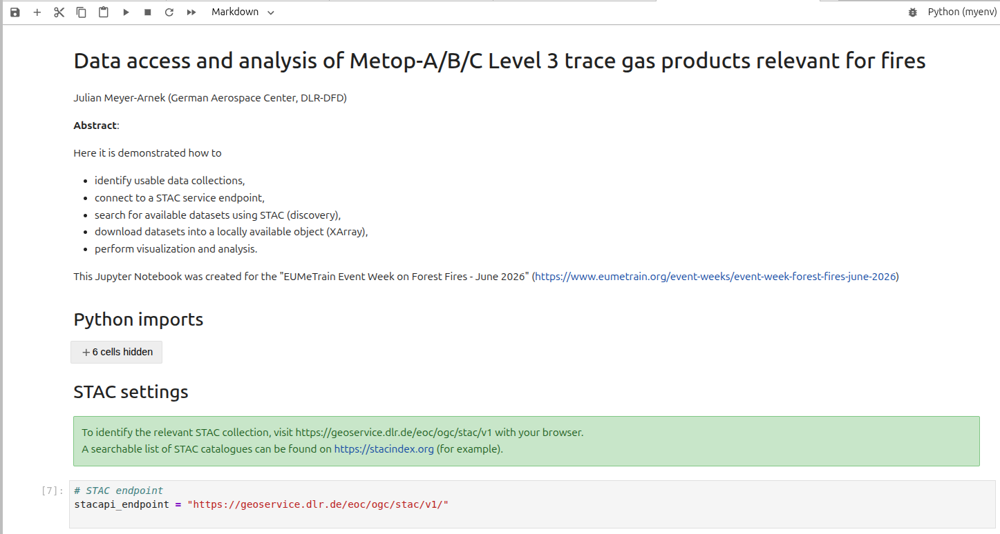 Markdown
Python (myenv)
Data access and analysis of Metop-A/B/C Level 3 trace gas products relevant for fires
Julian Meyer-Arnek (German Aerospace Center, DLR-DFD)
Abstract:
Here it is demonstrated how to
• identify usable data collections,
• connect to a STAC service endpoint,
• search for available datasets using STAC (discovery),
• download datasets into a locally available object (XArray),
• perform visualization and analysis.
This Jupyter Notebook was created for the "EUMeTrain Event Week on Forest Fires - June 2026" (https://www.eumetrain.org/event-weeks/event-week-forest-fires-june-2026)
Python imports
+ 6 cells hidden
STAC settings
To identify the relevant STAC collection, visit https://geoservice.dlr.de/eoc/ogc/stac/v1 with your browser.
A searchable list of STAC catalogues can be found on https://stacindex.org (for example).
[7]: # STAC endpoint
stacapi_endpoint = "https://geoservice.dlr.de/eoc/ogc/stac/v1/"